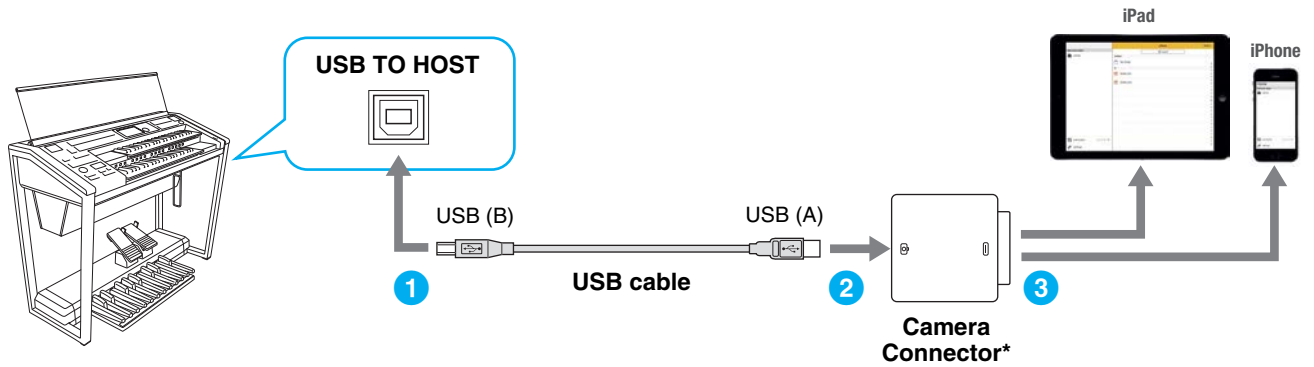 iPad
iPhone
USB TO HOST
USB (B)
USB (A)
USB cable
1
2
3
Camera
Connector*